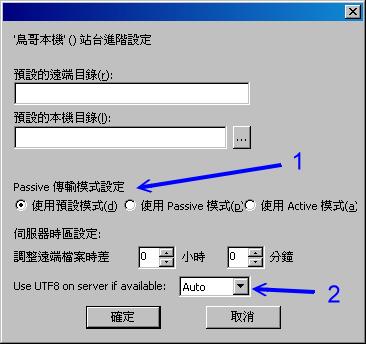 '鳥哥本機' () 站台進階設定
預設的遠端目錄(r):
預設的本機目錄(l):
...
1
Passive 傳輸模式設定
使用預設模式(d) 使用 Passive 模式(p) 使用 Active 模式(a)
伺服器時區設定:
調整遠端檔案時差 0 小時 0 分鐘
Use UTF8 on server if available: Auto
2
確定 取消